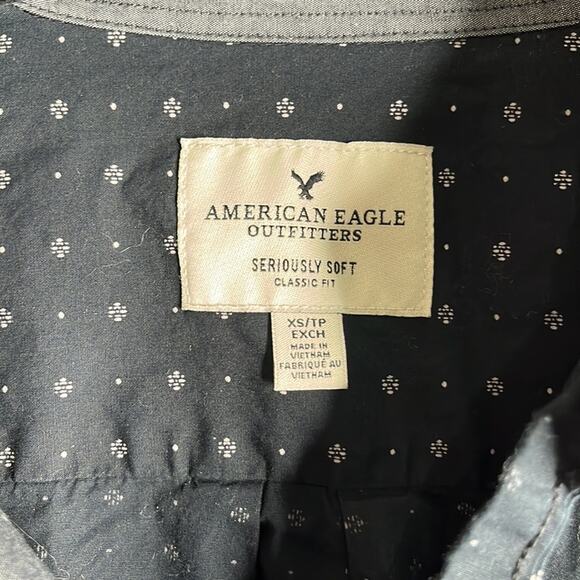 AMERICAN EAGLE
OUTFITTERS
SERIOUSLY SOFT
CLASSIC FIT
XS/TP
EXCH
MADE IN
VIETNAM
FABRIQUÉ AU
VIETNAM